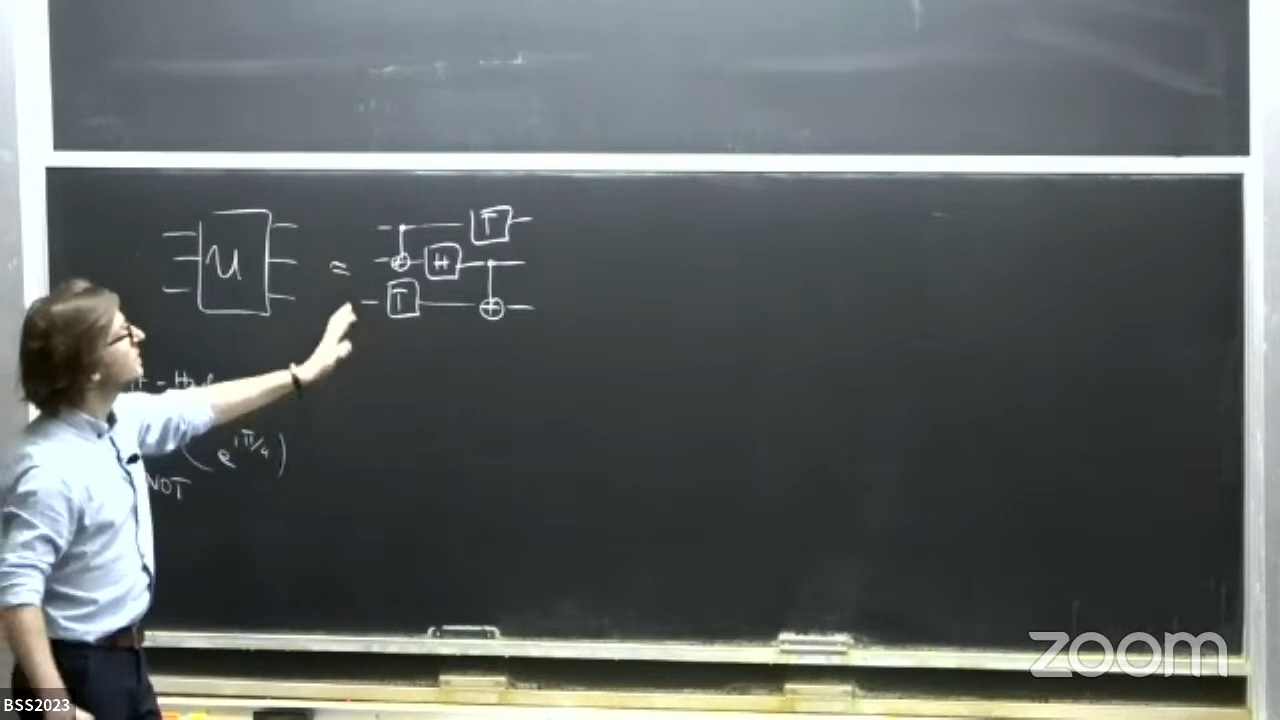 U = T
H
T
e^{iπ/4} )
NOT
zoom
BSS2023